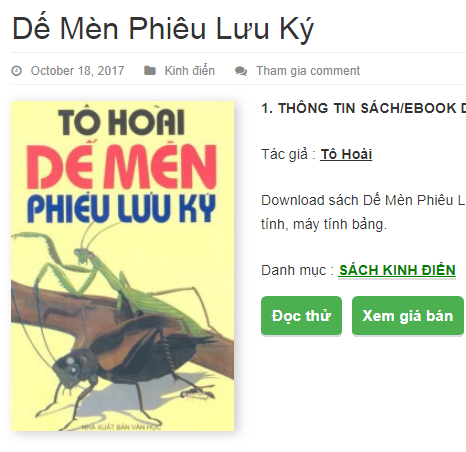 Dế Mèn Phiêu Lưu Ký
October 18, 2017 Kinh điển Tham gia comment
TÔ HOÀI
DẾ MÈN
PHIÊU LƯU KÝ
NHÀ XUẤT BẢN VĂN HỌC
1. THÔNG TIN SÁCH/EBOOK D
Tác giả : Tô Hoài
Download sách Dế Mèn Phiêu L
tính, máy tính bảng.
Danh mục : SÁCH KINH ĐIỂN
Đọc thử Xem giá bán